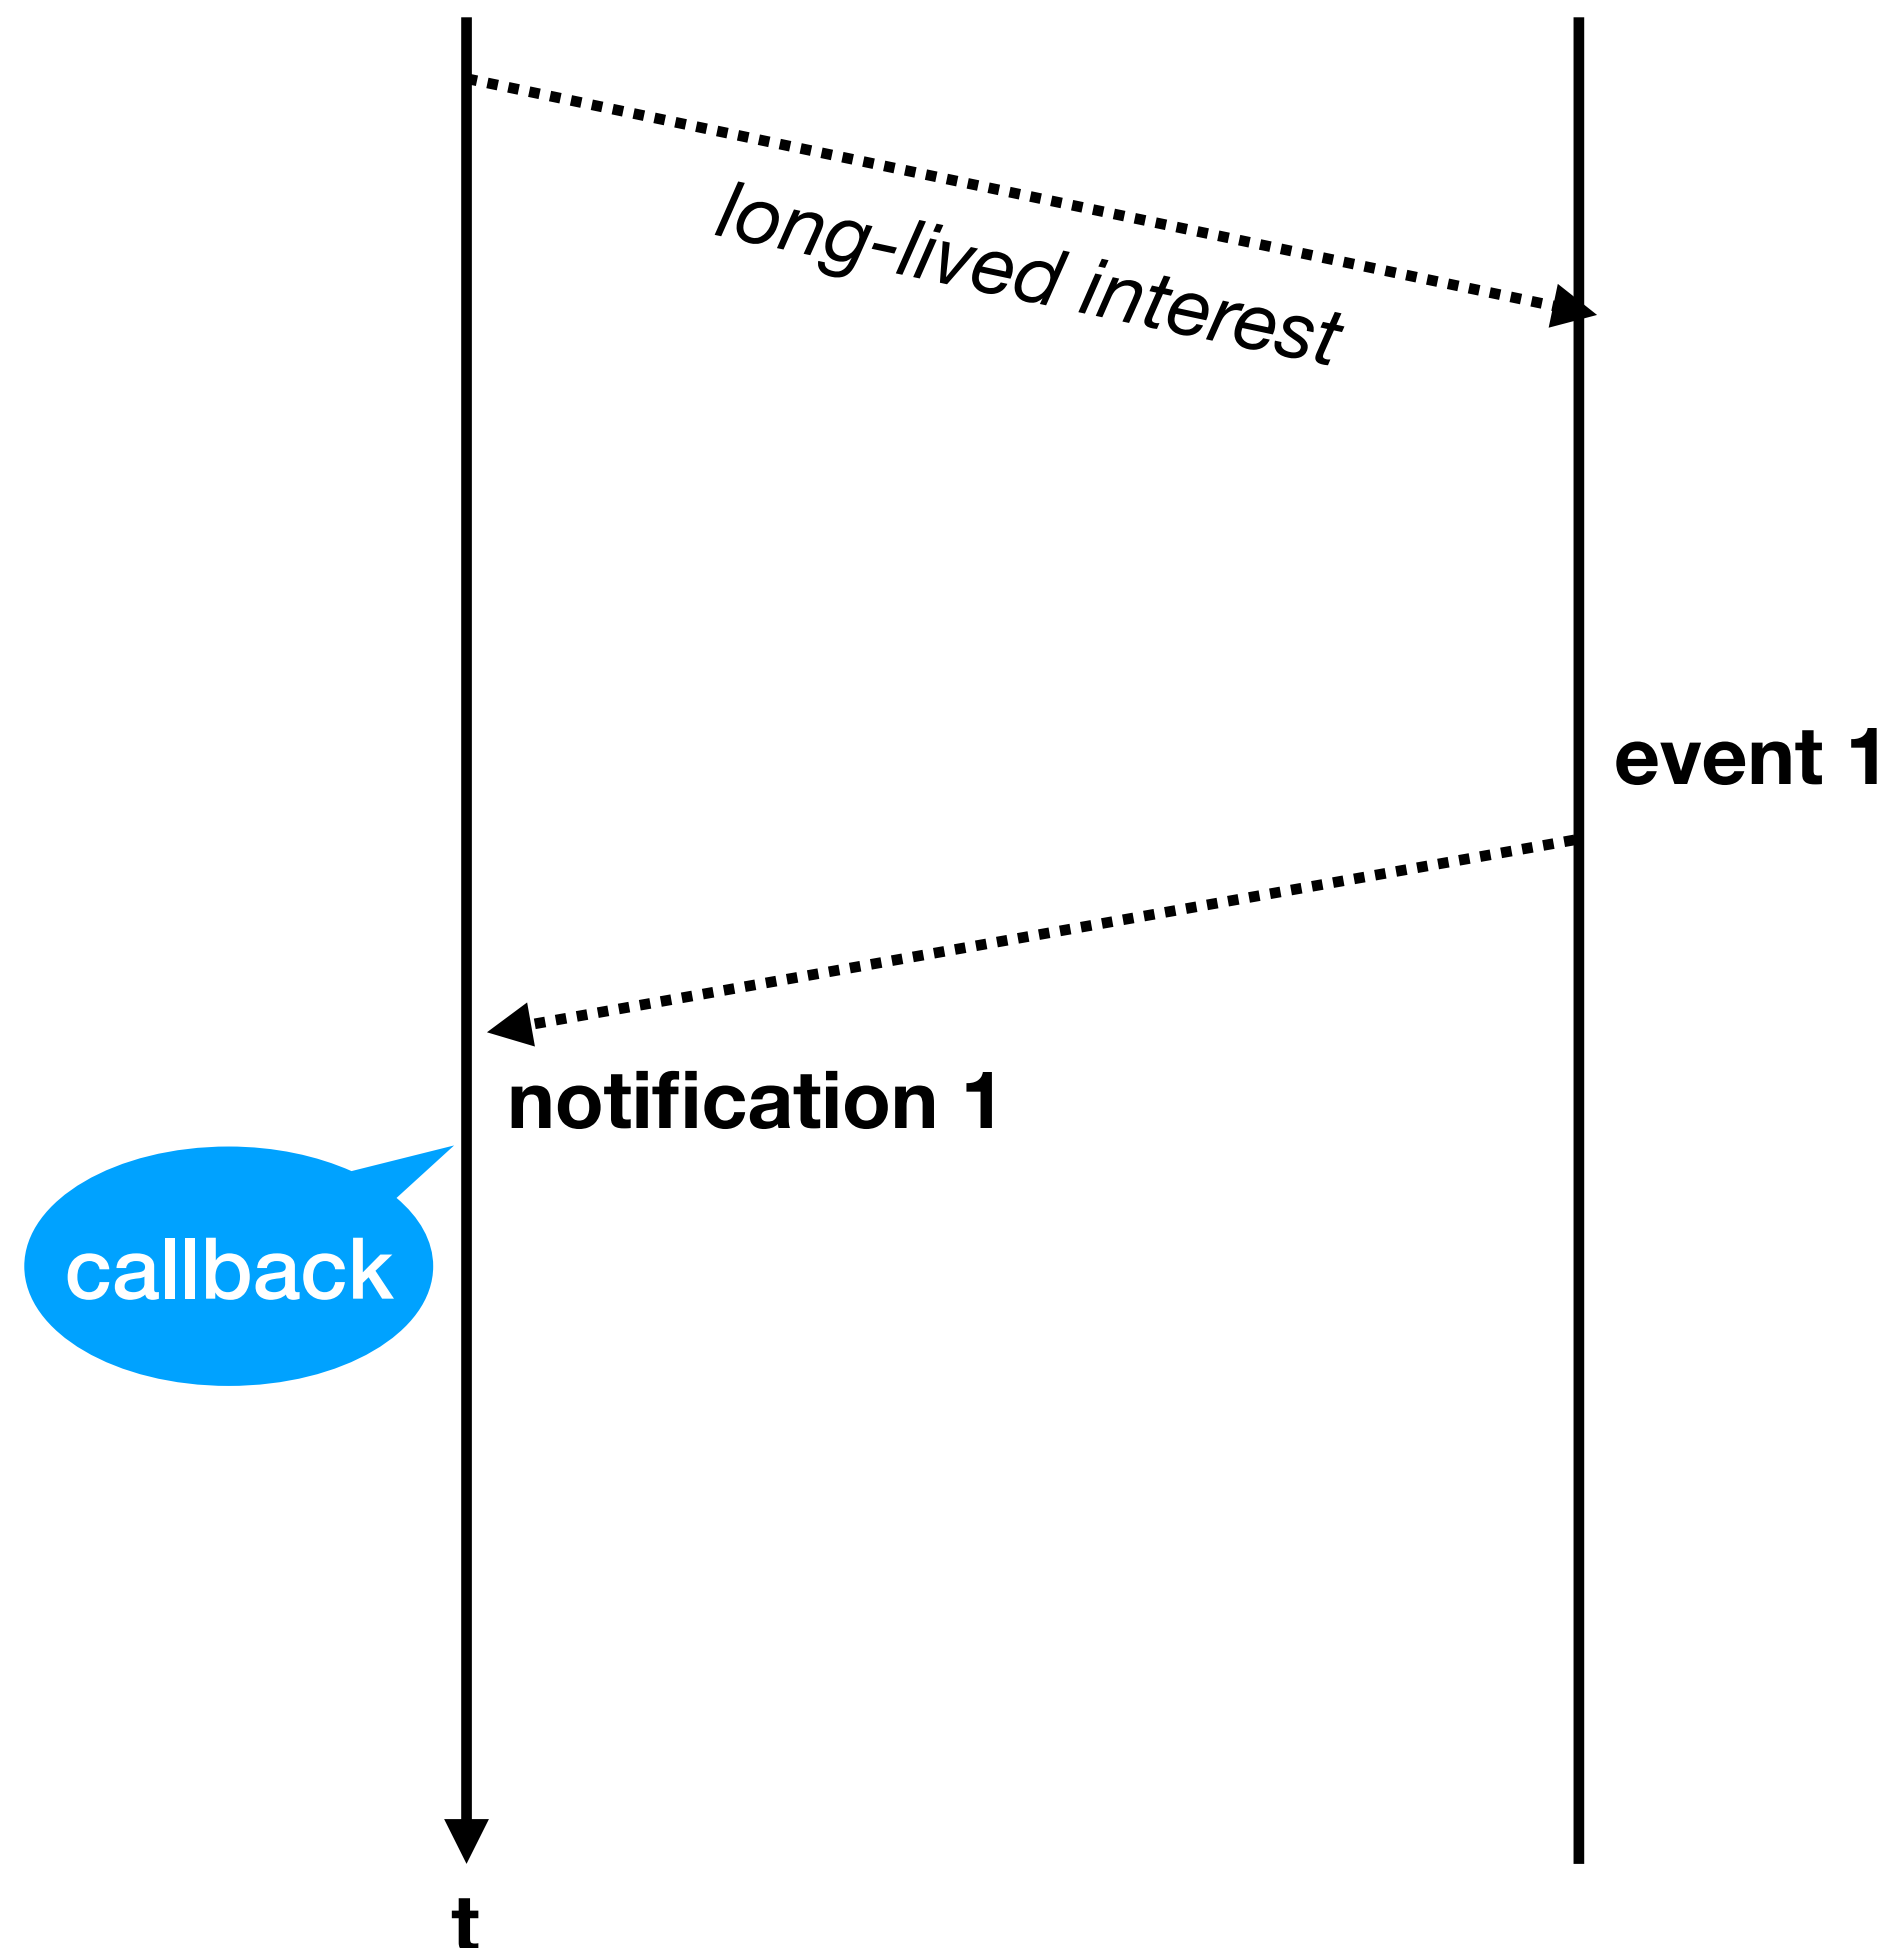 long-lived interest
event 1
notification 1
callback
t